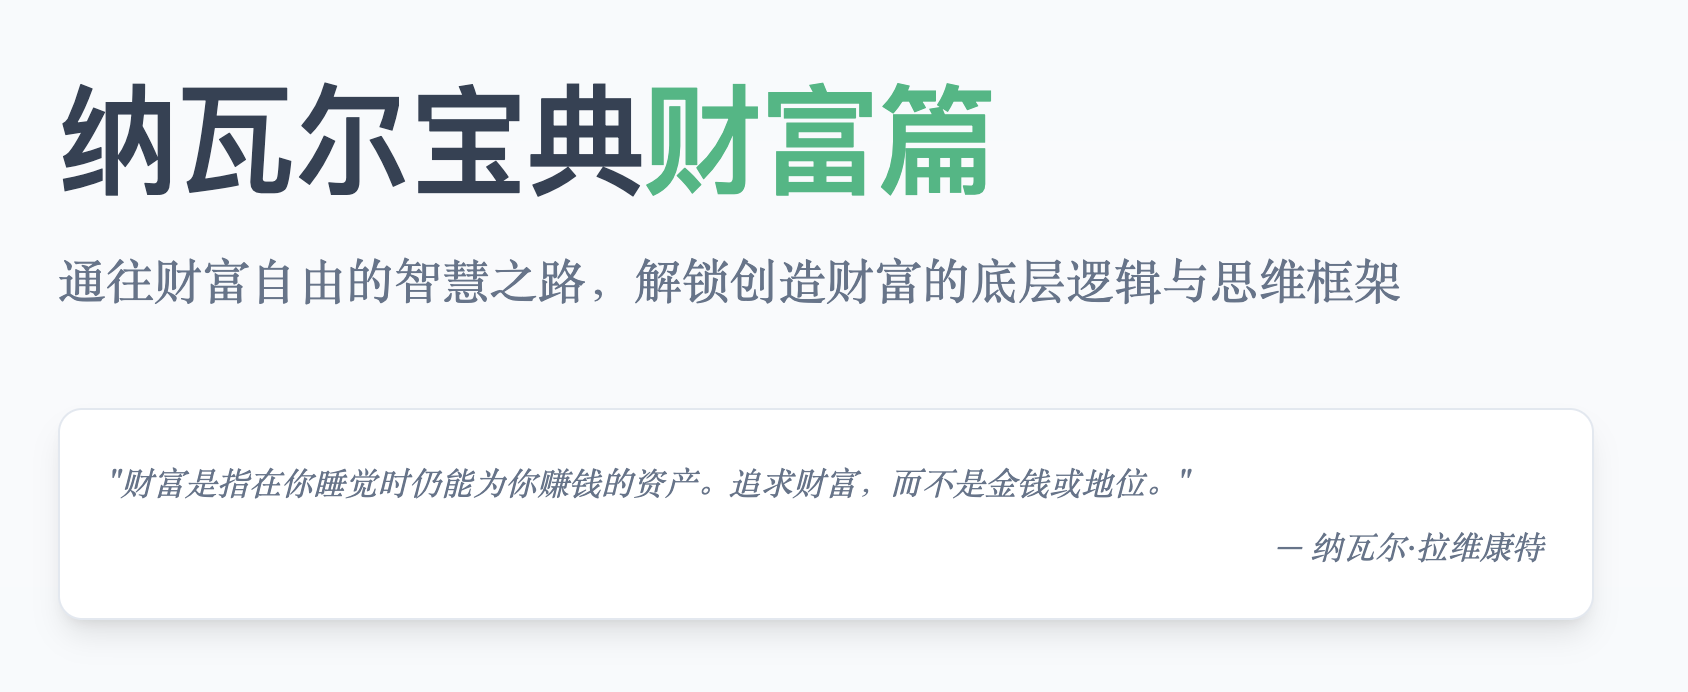 纳瓦尔宝典财富篇
通往财富自由的智慧之路，解锁创造财富的底层逻辑与思维框架
"财富是指在你睡觉时仍能为你赚钱的资产。追求财富，而不是金钱或地位。"
— 纳瓦尔·拉维康特